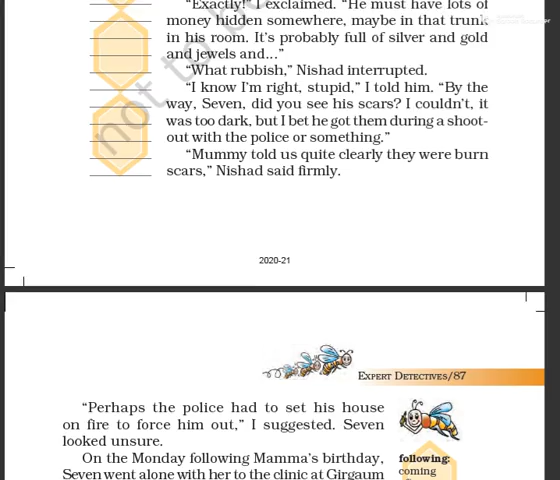 "Exactly!" I exclaimed. "He must have lots of
money hidden somewhere, maybe in that trunk
in his room. It's probably full of silver and gold
and jewels and..."
"What rubbish," Nishad interrupted.
"I know I'm right, stupid," I told him. "By the
way, Seven, did you see his scars? I couldn't, it
was too dark, but I bet he got them during a shoot-
out with the police or something."
"Mummy told us quite clearly they were burn
scars," Nishad said firmly.
not to be
2020-21
EXPERT DETECTIVES/87
"Perhaps the police had to set his house
on fire to force him out," I suggested. Seven
looked unsure.
On the Monday following Mamma's birthday,
Seven went alone with her to the clinic at Girgaum
following:
coming